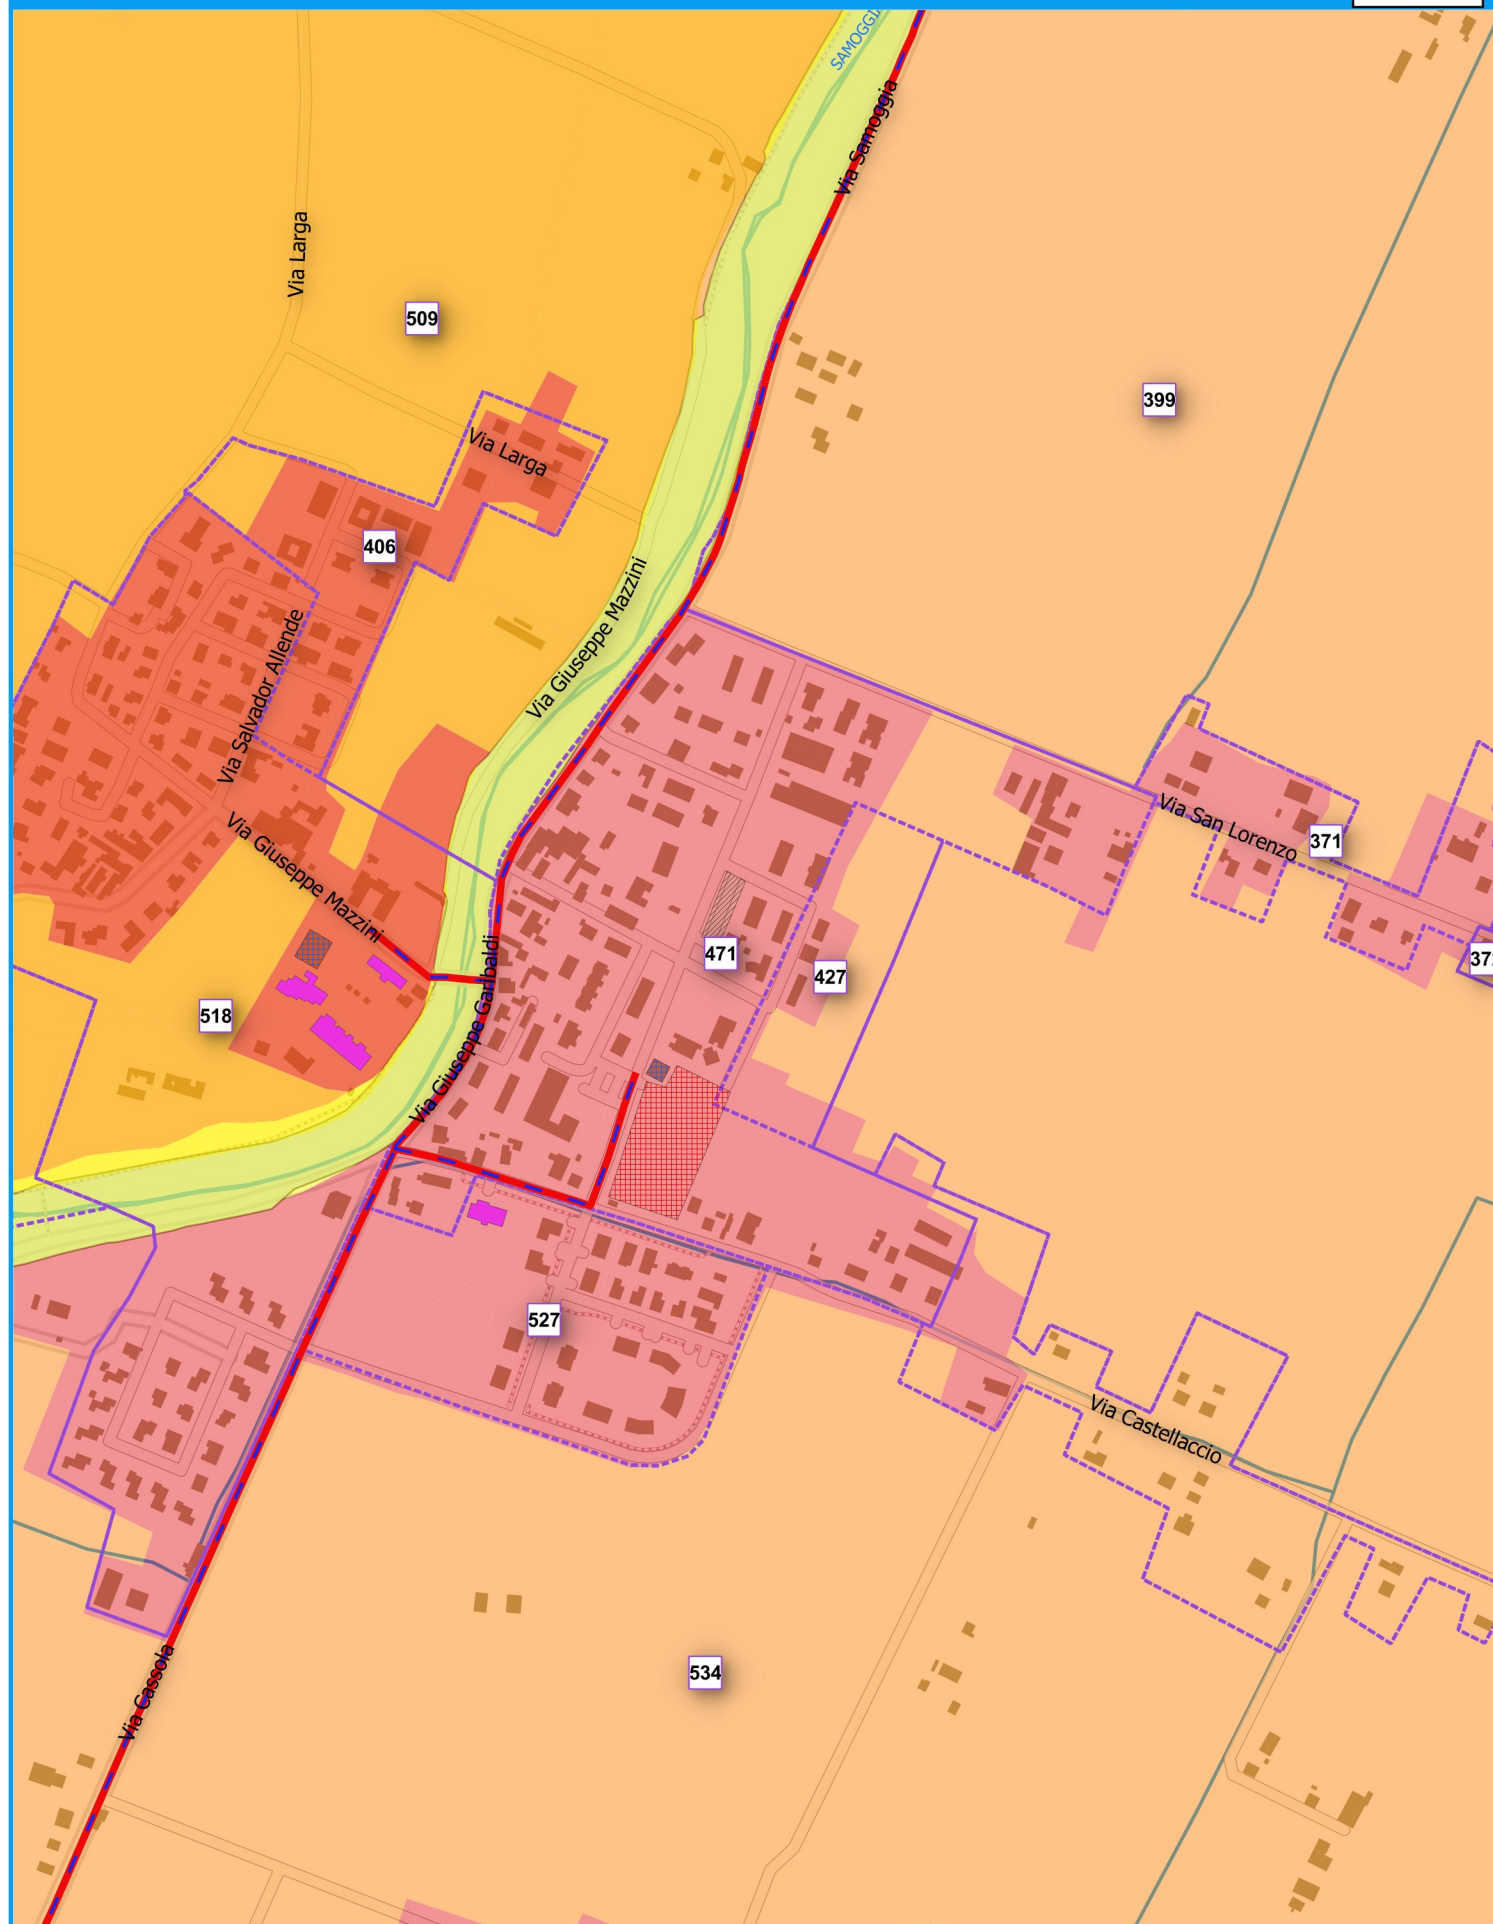 SAMOGGIA
Via Samoggia
Via Larga
509
399
Via Larga
406
Via Giuseppe Mazzini
Via Salvador Allende
Via San Lorenzo
371
Via Giuseppe Mazzini
471
427
518
Via Giuseppe Garibaldi
527
Via Castellaccio
534
Via Cassola